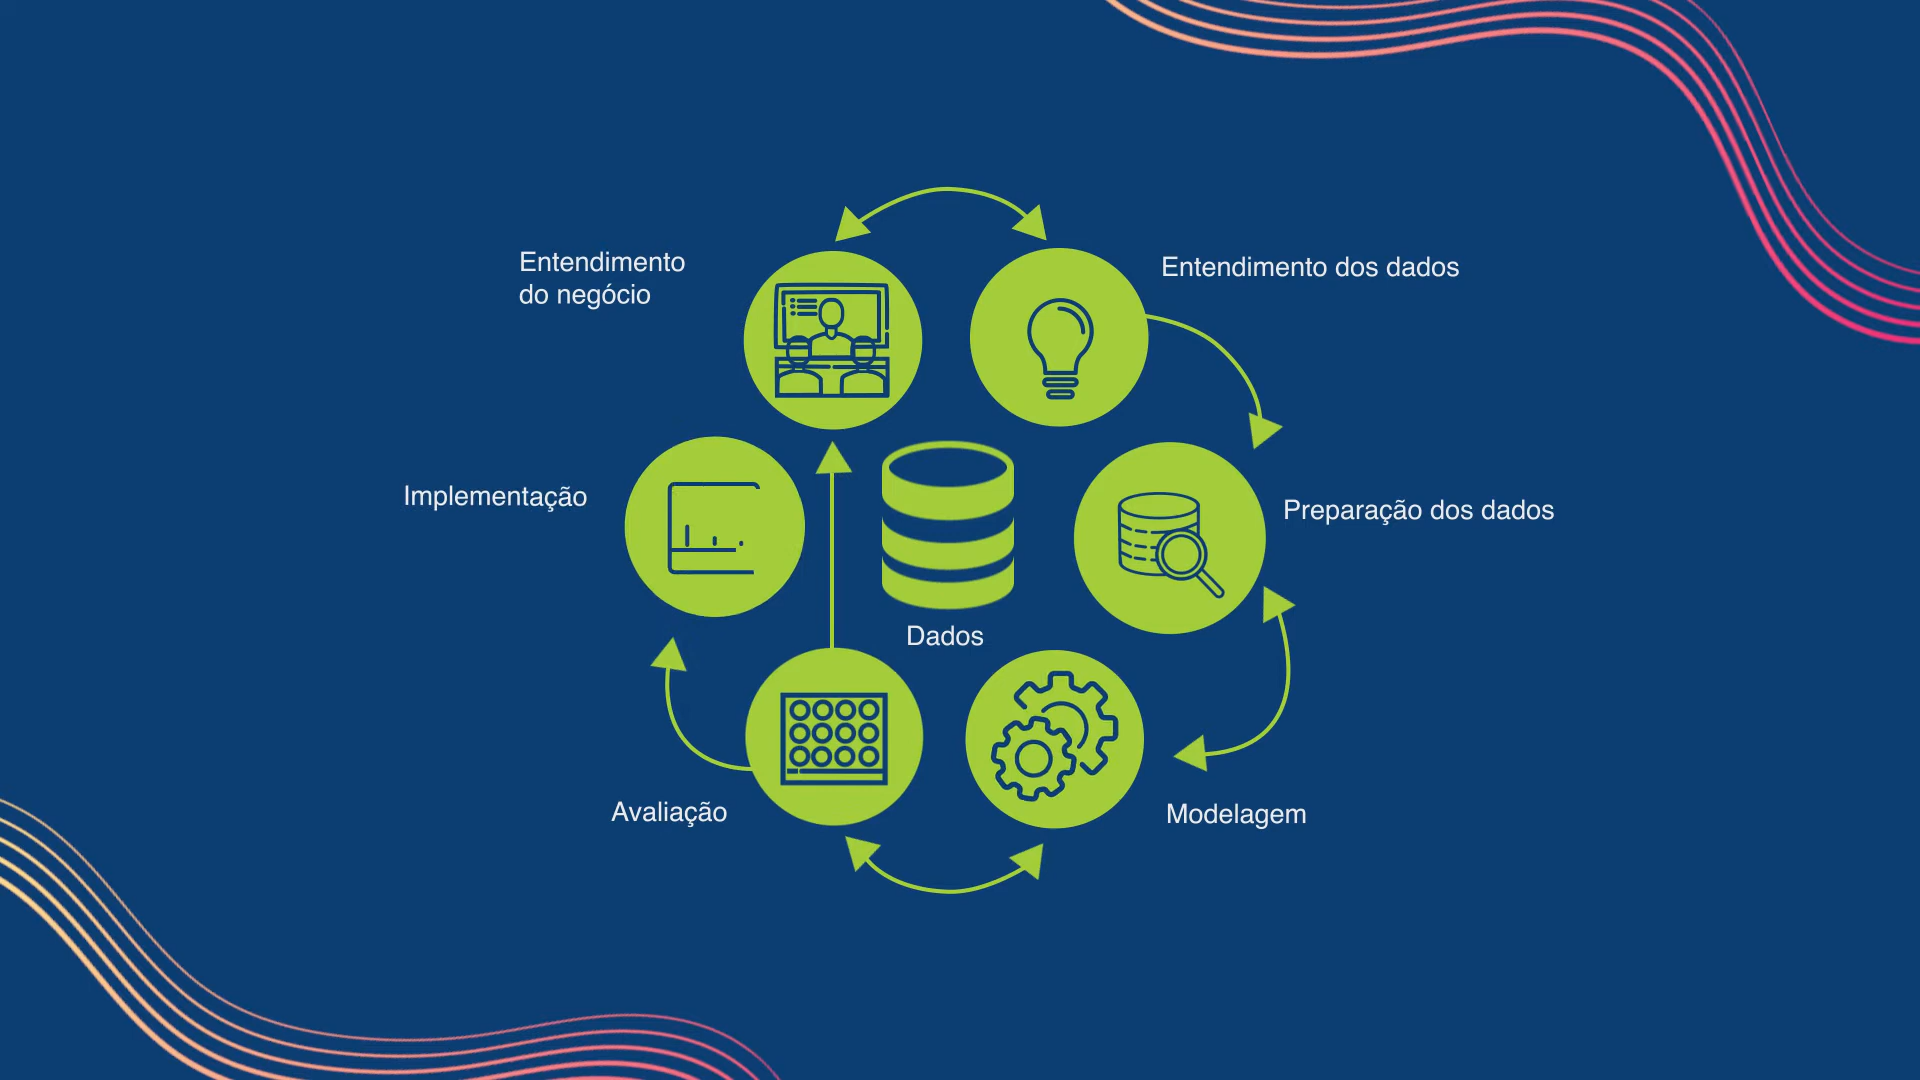 Entendimento
do negócio
Entendimento dos dados
Implementação
Preparação dos dados
Dados
Avaliação
Modelagem